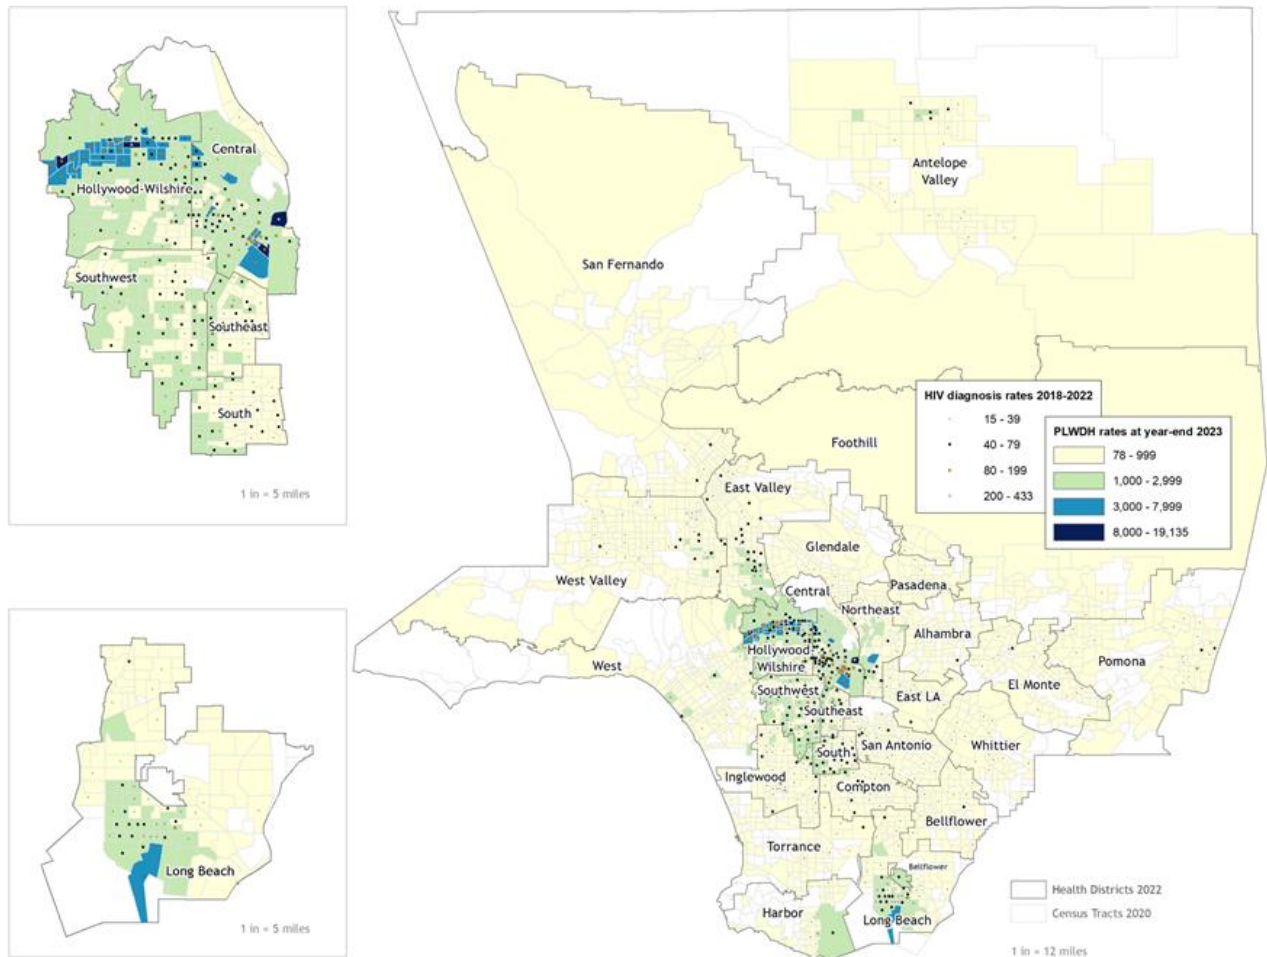 Central
Hollywood-Wilshire
Southwest
Southeast
South
1 in = 5 miles
Long Beach
1 in = 5 miles
Antelope
Valley
San Fernando
HIV diagnosis rates 2018-2022
15 - 39
40 - 79
80 - 199
200 - 433
PLWDH rates at year-end 2023
78 - 999
1,000 - 2,999
3,000 - 7,999
8,000 - 19,135
Foothill
East Valley
Glendale
West Valley
Central
Pasadena
Northeast
Alhambra
Hollywood
Wilshire
West
Pomona
El Monte
Southwest
East LA
Southeast
South
San Antonio
Whittier
Inglewood
Compton
Bellflower
Torrance
Bellflower
Harbor
Long Beach
Health Districts 2022
Census Tracts 2020
1 in = 12 miles